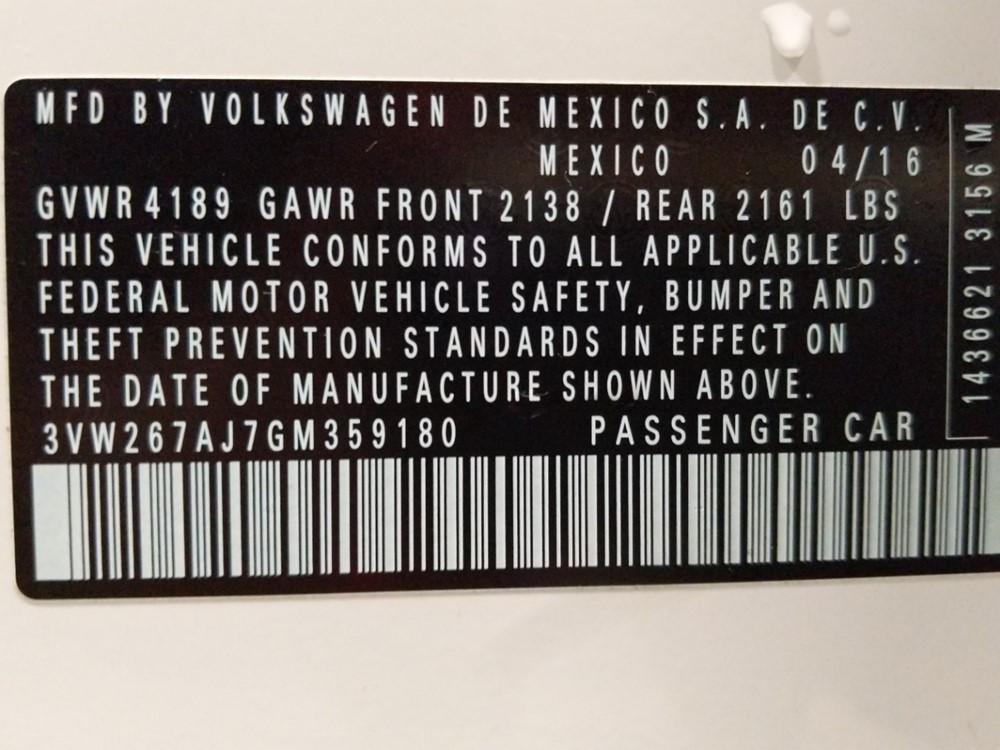 MFD BY VOLKSWAGEN DE MEXICO S.A. DE C.V.
MEXICO 04/16
GVWR 4189 GAWR FRONT 2138 / REAR 2161 LBS
THIS VEHICLE CONFORMS TO ALL APPLICABLE U.S.
FEDERAL MOTOR VEHICLE SAFETY, BUMPER AND
THEFT PREVENTION STANDARDS IN EFFECT ON
THE DATE OF MANUFACTURE SHOWN ABOVE.
3VW267AJ7GM359180 PASSENGER CAR
1436621 3156 M